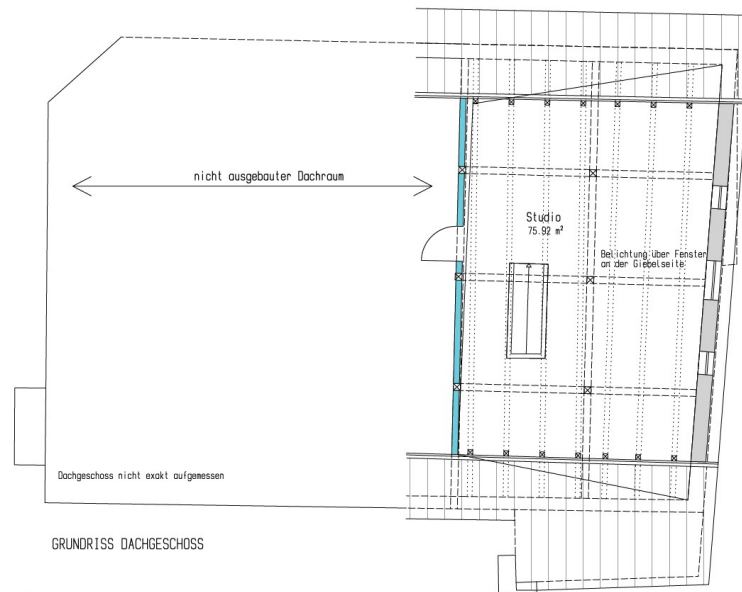 nicht ausgebauter Dachraum
Studio
75.92 m²
Belichtung über Fenster
an der Giebelseite
Dachgeschoss nicht exakt aufgemessen
GRUNDRISS DACHGESCHOSS